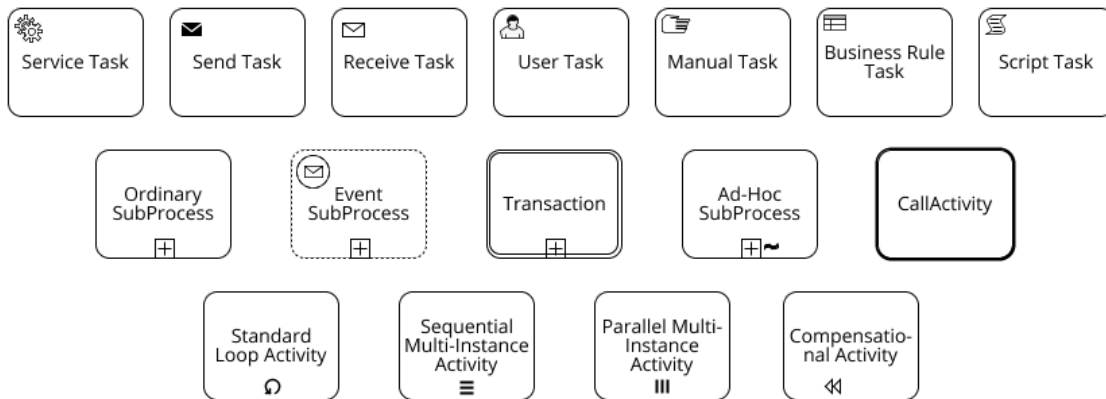 Service Task
Send Task
Receive Task
User Task
Manual Task
Business Rule
Task
Script Task
Ordinary
SubProcess
Event
SubProcess
Transaction
Ad-Hoc
SubProcess
CallActivity
Standard
Loop Activity
Sequential
Multi-Instance
Activity
Parallel Multi-
Instance
Activity
Compensatio-
nal Activity